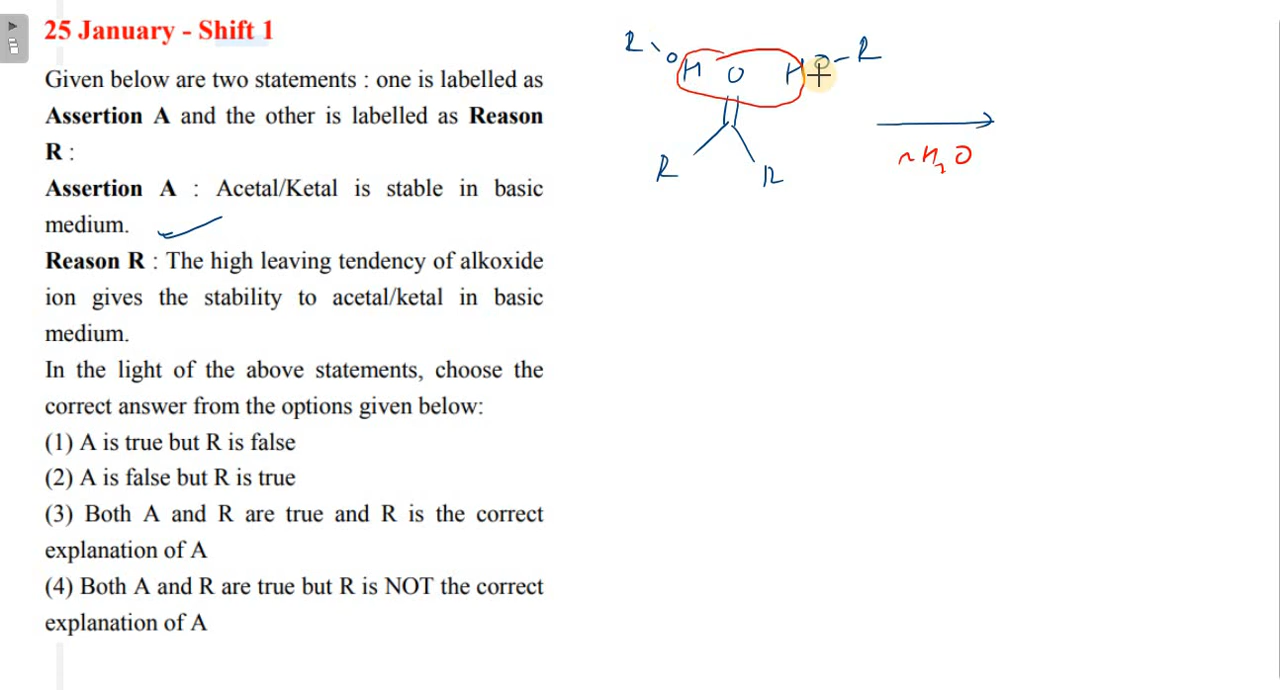 25 January - Shift 1
Given below are two statements : one is labelled as
Assertion A and the other is labelled as Reason
R :
Assertion A : Acetal/Ketal is stable in basic
medium.
Reason R : The high leaving tendency of alkoxide
ion gives the stability to acetal/ketal in basic
medium.
In the light of the above statements, choose the
correct answer from the options given below:
(1) A is true but R is false
(2) A is false but R is true
(3) Both A and R are true and R is the correct
explanation of A
(4) Both A and R are true but R is NOT the correct
explanation of A
R
O H O H O - R
R R
~ H2O